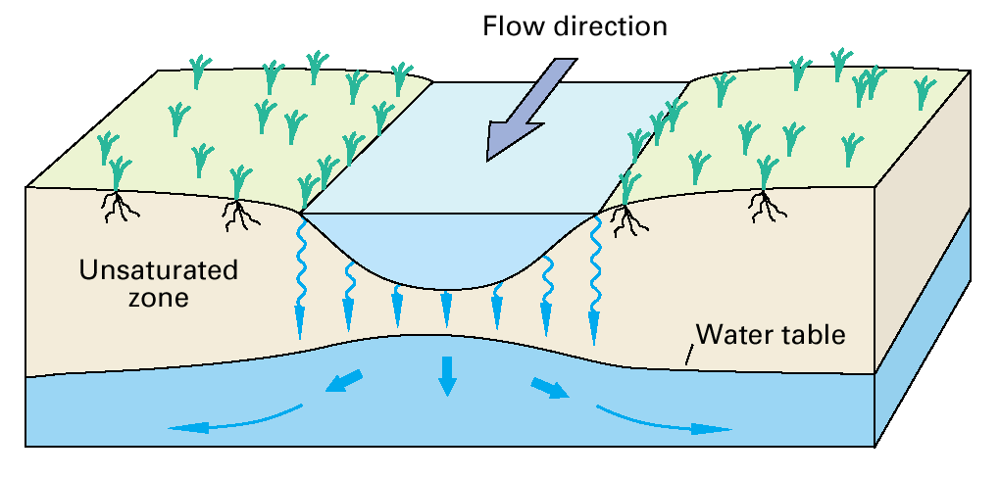 Flow direction
Unsaturated
zone
Water table